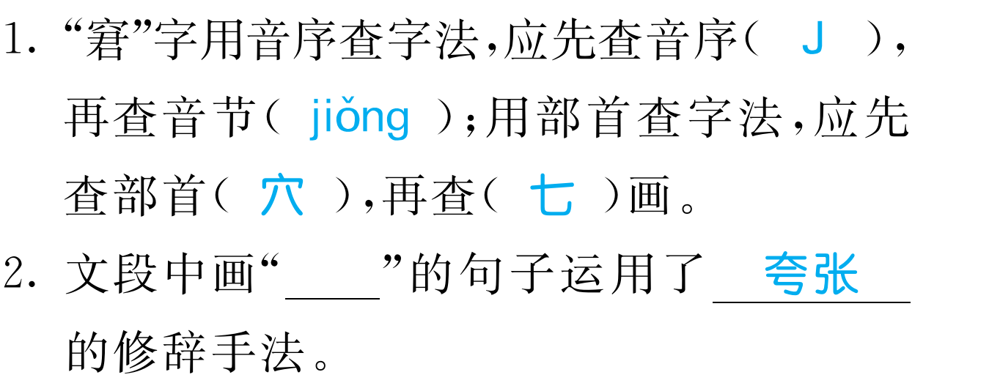 1. “窘”字用音序查字法,应先查音序( J ),
再查音节( jiǒng );用部首查字法,应先
查部首( 穴 ),再查( 七 )画。
2. 文段中画“____”的句子运用了 夸张
的修辞手法。